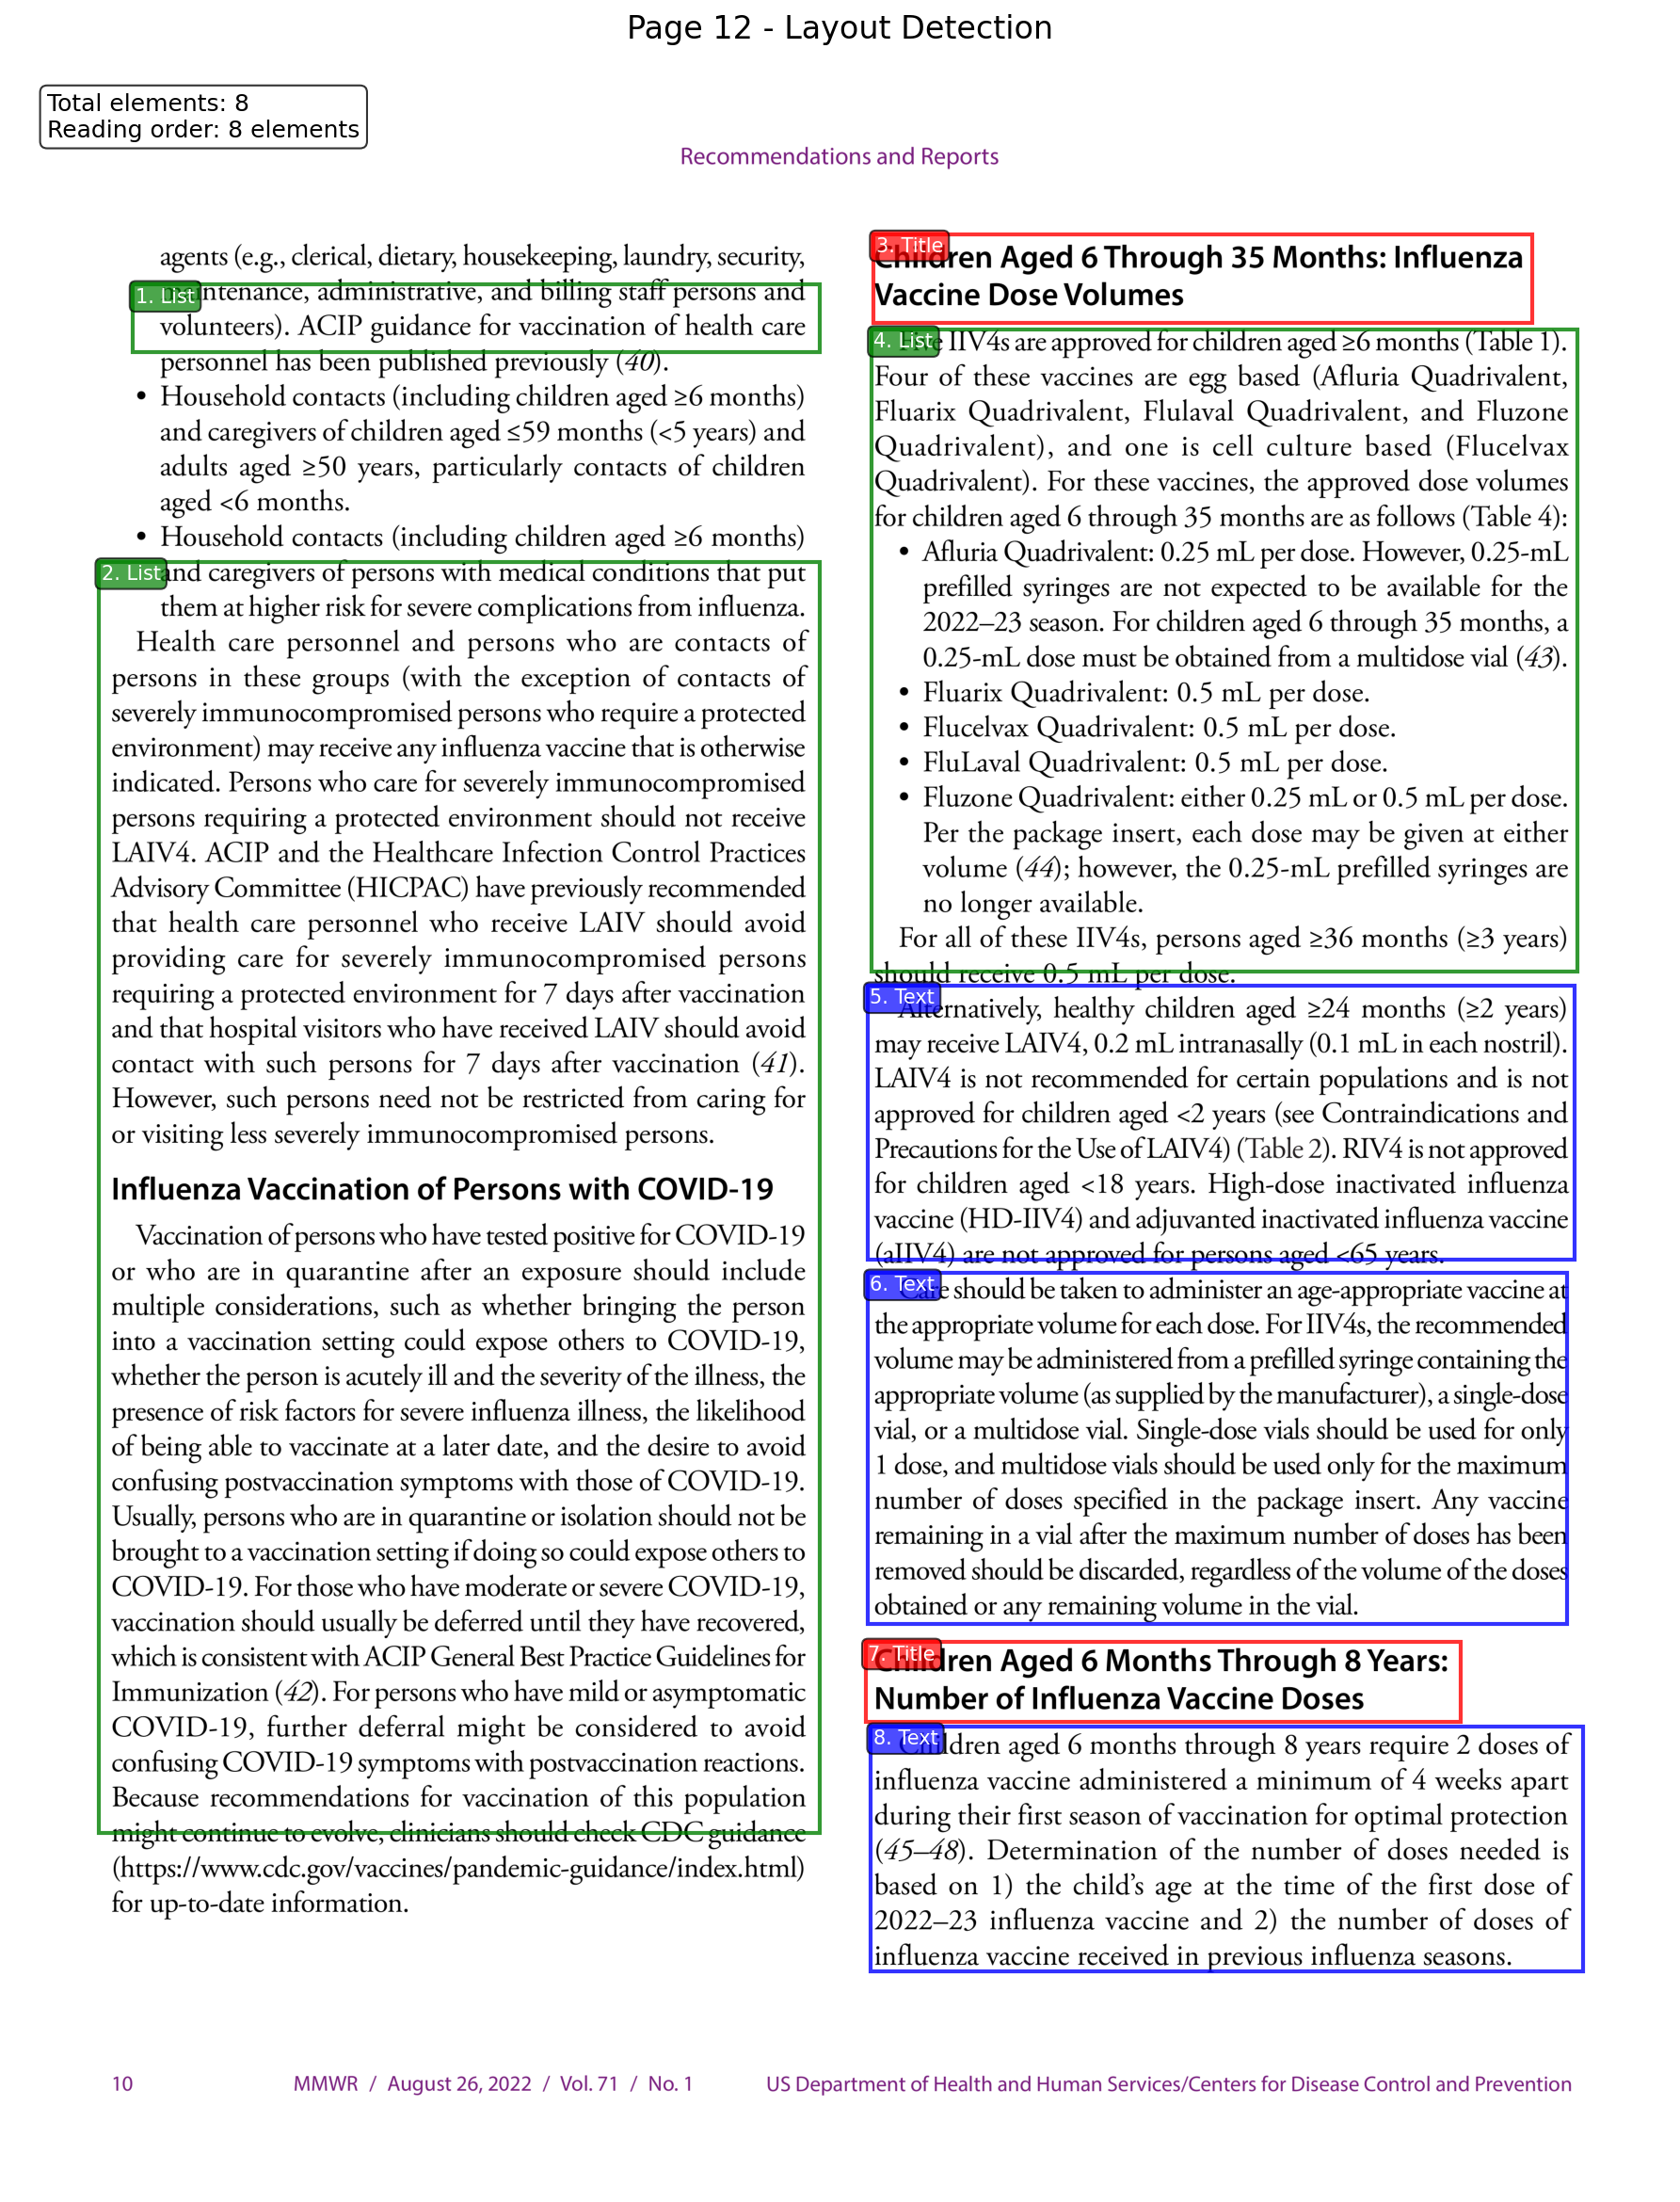 Page 12 - Layout Detection
Total elements: 8
Reading order: 8 elements
Recommendations and Reports
agents (e.g., clerical, dietary, housekeeping, laundry, security,
1. List
maintenance, administrative, and billing staff persons and
volunteers). ACIP guidance for vaccination of health care
personnel has been published previously (40).
• Household contacts (including children aged ≥6 months)
and caregivers of children aged ≤59 months (<5 years) and
adults aged ≥50 years, particularly contacts of children
aged <6 months.
• Household contacts (including children aged ≥6 months)
2. List
and caregivers of persons with medical conditions that put
them at higher risk for severe complications from influenza.
Health care personnel and persons who are contacts of
persons in these groups (with the exception of contacts of
severely immunocompromised persons who require a protected
environment) may receive any influenza vaccine that is otherwise
indicated. Persons who care for severely immunocompromised
persons requiring a protected environment should not receive
LAIV4. ACIP and the Healthcare Infection Control Practices
Advisory Committee (HICPAC) have previously recommended
that health care personnel who receive LAIV should avoid
providing care for severely immunocompromised persons
requiring a protected environment for 7 days after vaccination
and that hospital visitors who have received LAIV should avoid
contact with such persons for 7 days after vaccination (41).
However, such persons need not be restricted from caring for
or visiting less severely immunocompromised persons.
Influenza Vaccination of Persons with COVID-19
Vaccination of persons who have tested positive for COVID-19
or who are in quarantine after an exposure should include
multiple considerations, such as whether bringing the person
into a vaccination setting could expose others to COVID-19,
whether the person is acutely ill and the severity of the illness, the
presence of risk factors for severe influenza illness, the likelihood
of being able to vaccinate at a later date, and the desire to avoid
confusing postvaccination symptoms with those of COVID-19.
Usually, persons who are in quarantine or isolation should not be
brought to a vaccination setting if doing so could expose others to
COVID-19. For those who have moderate or severe COVID-19,
vaccination should usually be deferred until they have recovered,
which is consistent with ACIP General Best Practice Guidelines for
Immunization (42). For persons who have mild or asymptomatic
COVID-19, further deferral might be considered to avoid
confusing COVID-19 symptoms with postvaccination reactions.
Because recommendations for vaccination of this population
might continue to evolve, clinicians should check CDC guidance
(https://www.cdc.gov/vaccines/pandemic-guidance/index.html)
for up-to-date information.
3. Title
Children Aged 6 Through 35 Months: Influenza
Vaccine Dose Volumes
4. List
Five IIV4s are approved for children aged ≥6 months (Table 1).
Four of these vaccines are egg based (Afluria Quadrivalent,
Fluarix Quadrivalent, Flulaval Quadrivalent, and Fluzone
Quadrivalent), and one is cell culture based (Flucelvax
Quadrivalent). For these vaccines, the approved dose volumes
for children aged 6 through 35 months are as follows (Table 4):
• Afluria Quadrivalent: 0.25 mL per dose. However, 0.25-mL
prefilled syringes are not expected to be available for the
2022–23 season. For children aged 6 through 35 months, a
0.25-mL dose must be obtained from a multidose vial (43).
• Fluarix Quadrivalent: 0.5 mL per dose.
• Flucelvax Quadrivalent: 0.5 mL per dose.
• FluLaval Quadrivalent: 0.5 mL per dose.
• Fluzone Quadrivalent: either 0.25 mL or 0.5 mL per dose.
Per the package insert, each dose may be given at either
volume (44); however, the 0.25-mL prefilled syringes are
no longer available.
For all of these IIV4s, persons aged ≥36 months (≥3 years)
should receive 0.5 mL per dose.
5. Text
Alternatively, healthy children aged ≥24 months (≥2 years)
may receive LAIV4, 0.2 mL intranasally (0.1 mL in each nostril).
LAIV4 is not recommended for certain populations and is not
approved for children aged <2 years (see Contraindications and
Precautions for the Use of LAIV4) (Table 2). RIV4 is not approved
for children aged <18 years. High-dose inactivated influenza
vaccine (HD-IIV4) and adjuvanted inactivated influenza vaccine
(aIIV4) are not approved for persons aged <65 years.
6. Text
Care should be taken to administer an age-appropriate vaccine at
the appropriate volume for each dose. For IIV4s, the recommended
volume may be administered from a prefilled syringe containing the
appropriate volume (as supplied by the manufacturer), a single-dose
vial, or a multidose vial. Single-dose vials should be used for only
1 dose, and multidose vials should be used only for the maximum
number of doses specified in the package insert. Any vaccine
remaining in a vial after the maximum number of doses has been
removed should be discarded, regardless of the volume of the doses
obtained or any remaining volume in the vial.
7. Title
Children Aged 6 Months Through 8 Years:
Number of Influenza Vaccine Doses
8. Text
Children aged 6 months through 8 years require 2 doses of
influenza vaccine administered a minimum of 4 weeks apart
during their first season of vaccination for optimal protection
(45–48). Determination of the number of doses needed is
based on 1) the child's age at the time of the first dose of
2022–23 influenza vaccine and 2) the number of doses of
influenza vaccine received in previous influenza seasons.
10 MMWR / August 26, 2022 / Vol. 71 / No. 1 US Department of Health and Human Services/Centers for Disease Control and Prevention